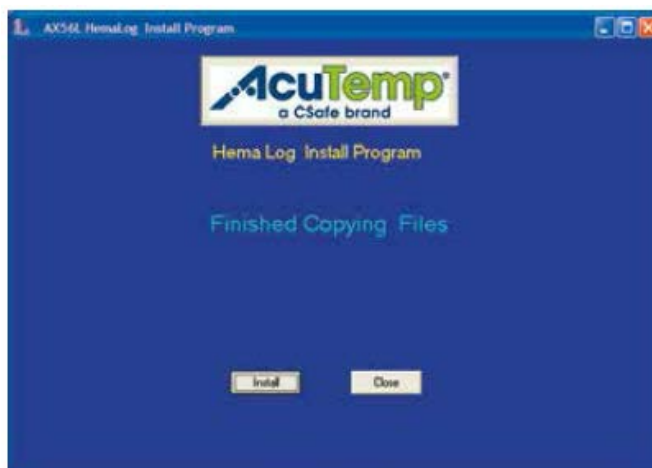 AX56L HemaLog Install Program
AcuTemp®
a CSafe brand
Hema Log Install Program
Finished Copying Files
Install Close